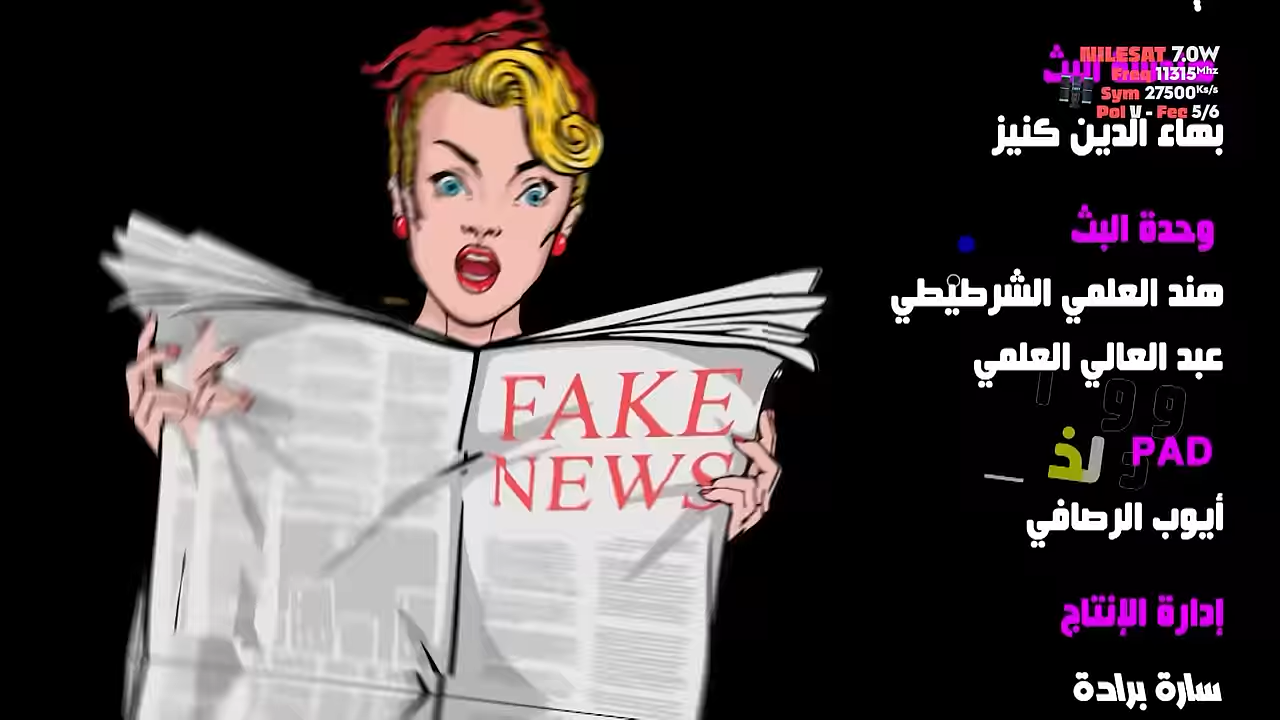 NILESAT 7.0W
Freq 11315Mhz
Sym 27500Ks/s
Pol V - Fec 5/6
بهاء الدين كنيز
وحدة البث
هند العلمي الشرطيطي
عبد العالي العلمي
PAD
أيوب الرصافي
إدارة الإنتاج
سارة برادة
FAKE
NEWS